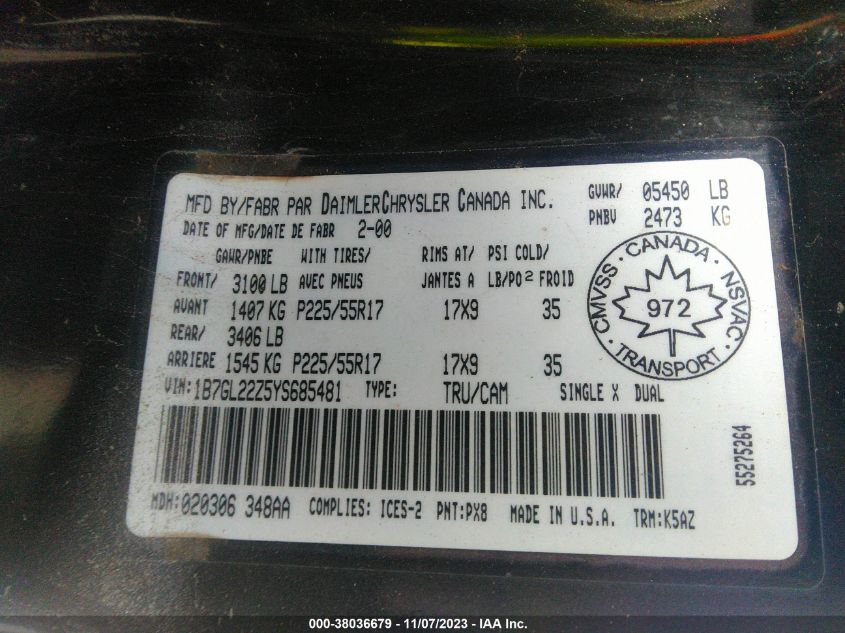 MFD BY/FABR PAR DAIMLERCHRYSLER CANADA INC. GVWR/ 05450 LB
DATE OF MFG/DATE DE FABR 2-00 PNBV 2473 KG
GAWR/PNBE WITH TIRES/ RIMS AT/ PSI COLD/
FRONT/ 3100 LB AVEC PNEUS JANTES A LB/PO² FROID
AVANT 1407 KG P225/55R17 17X9 35
REAR/ 3406 LB
ARRIERE 1545 KG P225/55R17 17X9 35
CMVSS · CANADA · NSVAC · TRANSPORT
972
VIN: 1B7GL22Z5YS685481 TYPE: TRU/CAM SINGLE X DUAL
55275264
MDH:020306 348AA COMPLIES: ICES-2 PNT:PX8 MADE IN U.S.A. TRM:K5AZ
000-38036679 - 11/07/2023 - IAA Inc.